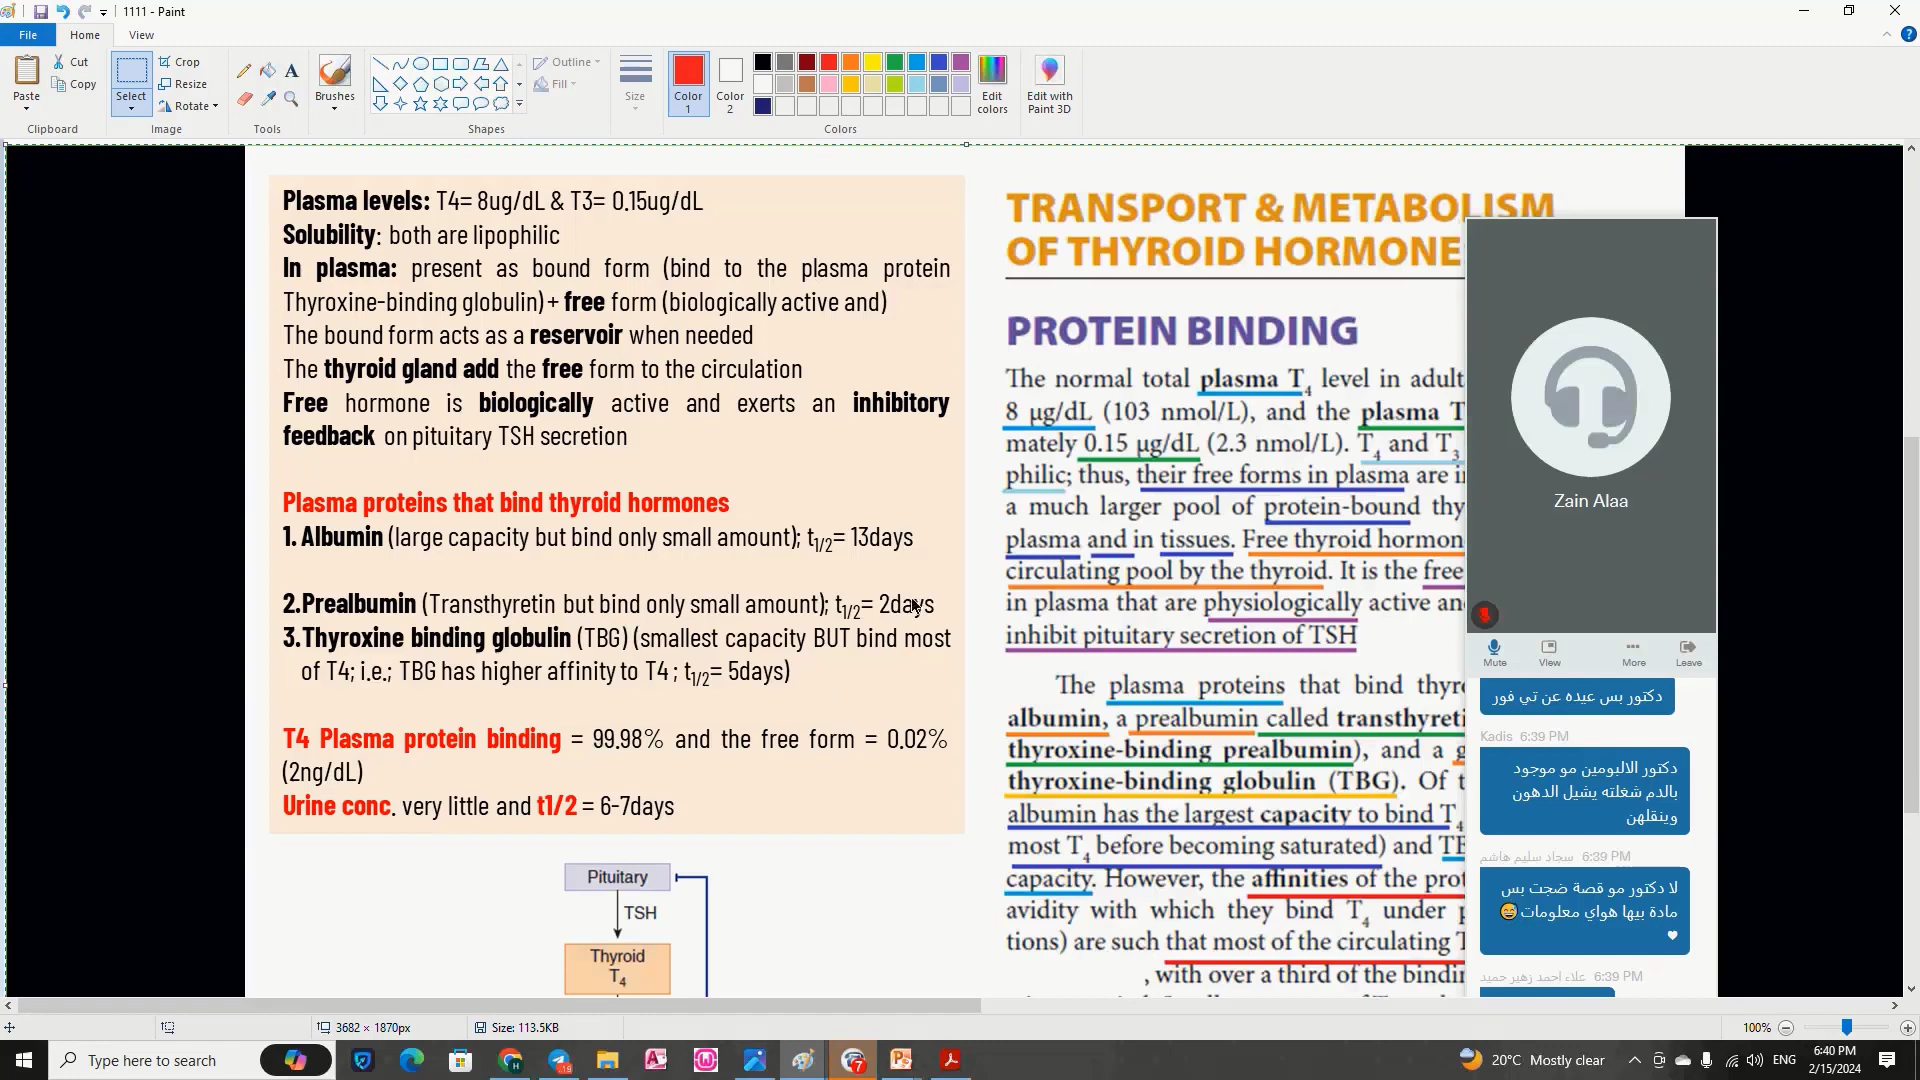 1111 - Paint
File
Home
View
Paste
Cut
Copy
Clipboard
Select
Crop
Resize
Rotate
Image
Tools
Brushes
Shapes
Outline
Fill
Size
Color 1
Color 2
Colors
Edit colors
Edit with Paint 3D
Plasma levels: T4= 8ug/dL & T3= 0.15ug/dL
Solubility: both are lipophilic
In plasma: present as bound form (bind to the plasma protein
Thyroxine-binding globulin) + free form (biologically active and)
The bound form acts as a reservoir when needed
The thyroid gland add the free form to the circulation
Free hormone is biologically active and exerts an inhibitory
feedback on pituitary TSH secretion
Plasma proteins that bind thyroid hormones
1. Albumin (large capacity but bind only small amount); t1/2= 13days
2.Prealbumin (Transthyretin but bind only small amount); t1/2= 2days
3.Thyroxine binding globulin (TBG) (smallest capacity BUT bind most
of T4; i.e.; TBG has higher affinity to T4 ; t1/2= 5days)
T4 Plasma protein binding = 99.98% and the free form = 0.02%
(2ng/dL)
Urine conc. very little and t1/2 = 6-7days
Pituitary
TSH
Thyroid
T4
TRANSPORT & METABOLISM
OF THYROID HORMONE
PROTEIN BINDING
The normal total plasma T4 level in adult
8 μg/dL (103 nmol/L), and the plasma T
mately 0.15 μg/dL (2.3 nmol/L). T4 and T3
philic; thus, their free forms in plasma are i
a much larger pool of protein-bound thy
plasma and in tissues. Free thyroid hormon
circulating pool by the thyroid. It is the free
in plasma that are physiologically active an
inhibit pituitary secretion of TSH
The plasma proteins that bind thyr
albumin, a prealbumin called transthyreti
thyroxine-binding prealbumin), and a g
thyroxine-binding globulin (TBG). Of t
albumin has the largest capacity to bind T4
most T4 before becoming saturated) and TB
capacity. However, the affinities of the prot
avidity with which they bind T4 under p
tions) are such that most of the circulating T
, with over a third of the bindi
Zain Alaa
Mute
View
More
Leave
دكتور بس عيده عن تي فور
Kadis 6:39 PM
دكتور الالبومين مو موجود
بالدم شغلته يشيل الدهون
وينقلهن
سجاد سليم هاشم 6:39 PM
لا دكتور مو قصة ضجت بس
مادة بيها هواي معلومات😅
♥
علاء احمد زهير حميد 6:39 PM
3682 × 1870px
Size: 113.5KB
100%
Type here to search
20°C Mostly clear
ENG
6:40 PM
2/15/2024